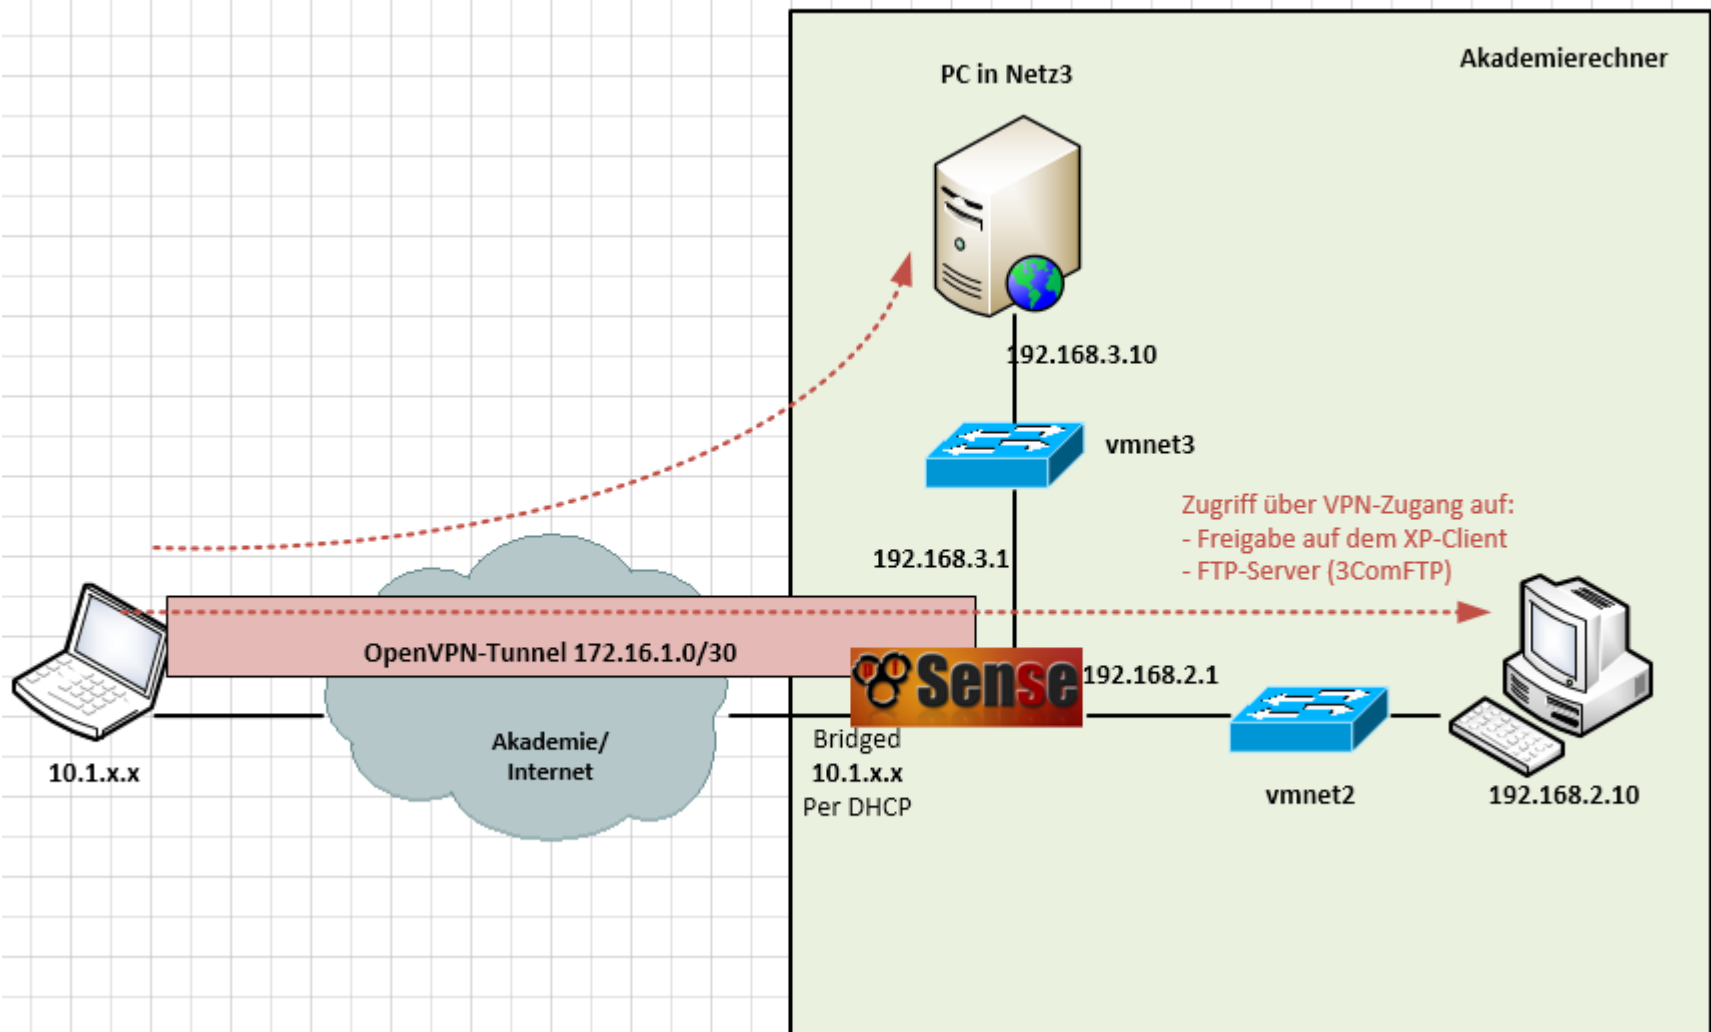 Akademierechner
PC in Netz3
192.168.3.10
vmnet3
Zugriff über VPN-Zugang auf:
- Freigabe auf dem XP-Client
- FTP-Server (3ComFTP)
192.168.3.1
OpenVPN-Tunnel 172.16.1.0/30
Sense
192.168.2.1
Akademie/
Internet
Bridged
10.1.x.x
Per DHCP
10.1.x.x
vmnet2
192.168.2.10